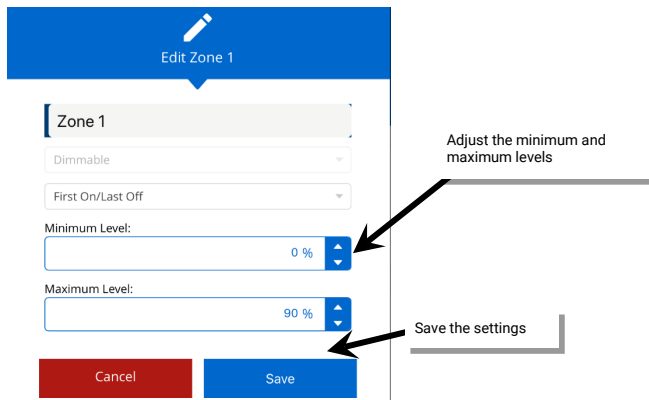 Edit Zone 1
Zone 1
Dimmable
First On/Last Off
Minimum Level:
0 %
Maximum Level:
90 %
Cancel
Save
Adjust the minimum and
maximum levels
Save the settings